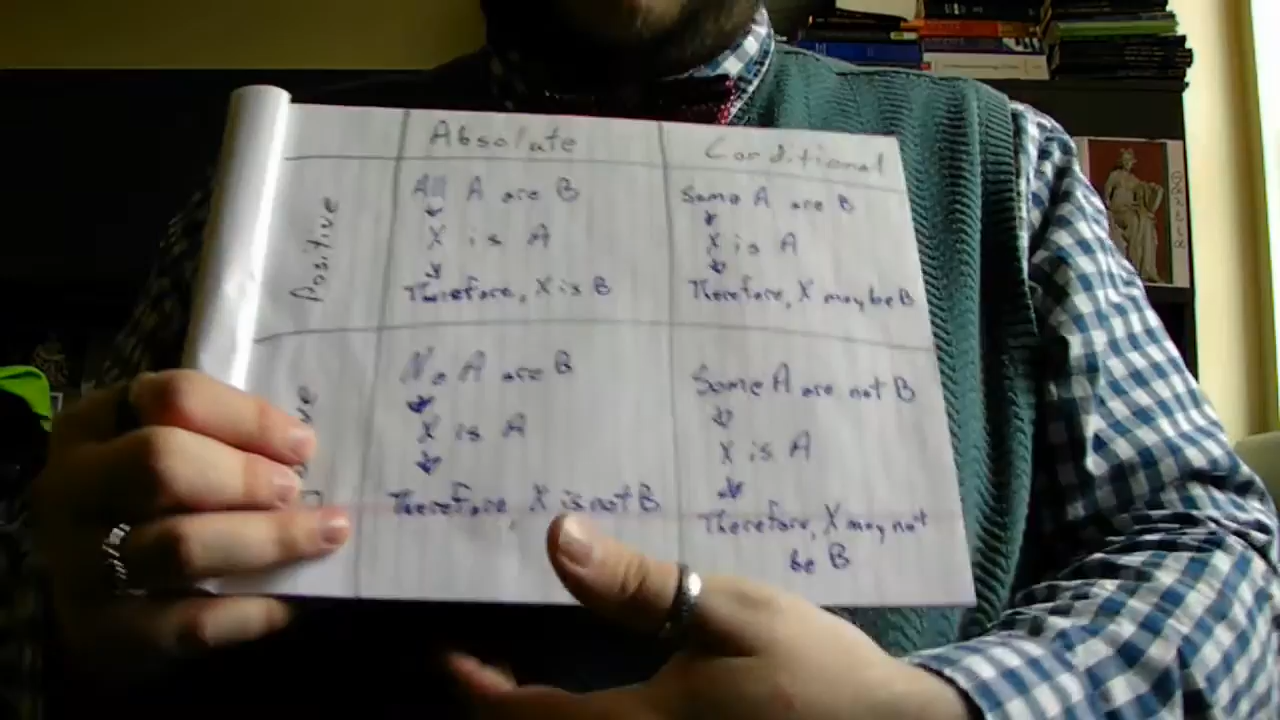 Absolute
Conditional
Positive
All A are B
X is A
Therefore, X is B
Some A are B
X is A
Therefore, X may be B
No A are B
X is A
Therefore, X is not B
Some A are not B
X is A
Therefore, X may not
be B